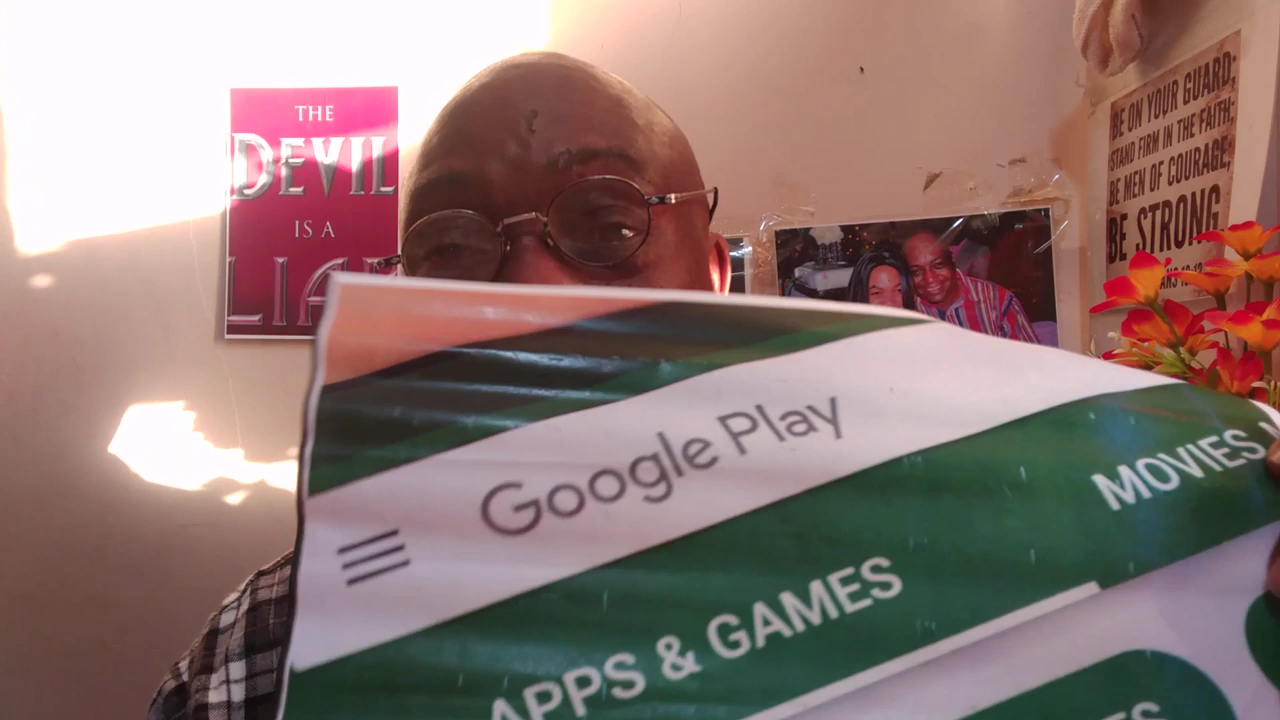 THE
DEVIL
IS A
LIAR
BE ON YOUR GUARD;
STAND FIRM IN THE FAITH;
BE MEN OF COURAGE;
BE STRONG
Google Play
MOVIES
APPS & GAMES